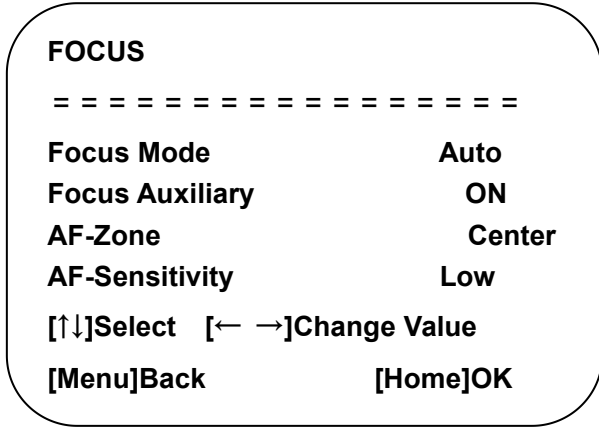 FOCUS
= = = = = = = = = = = = = = = = =
Focus Mode Auto
Focus Auxiliary ON
AF-Zone Center
AF-Sensitivity Low
[↑↓]Select [← →]Change Value
[Menu]Back [Home]OK